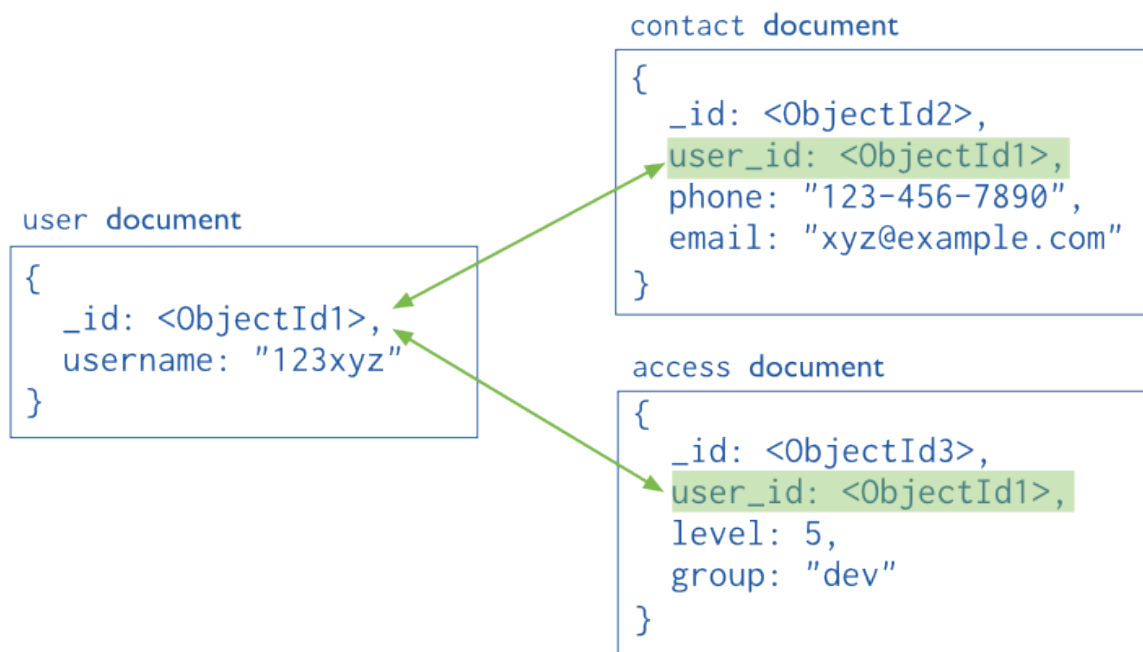 contact document
{
_id: <ObjectId2>,
user_id: <ObjectId1>,
phone: "123-456-7890",
email: "xyz@example.com"
}
user document
{
_id: <ObjectId1>,
username: "123xyz"
}
access document
{
_id: <ObjectId3>,
user_id: <ObjectId1>,
level: 5,
group: "dev"
}